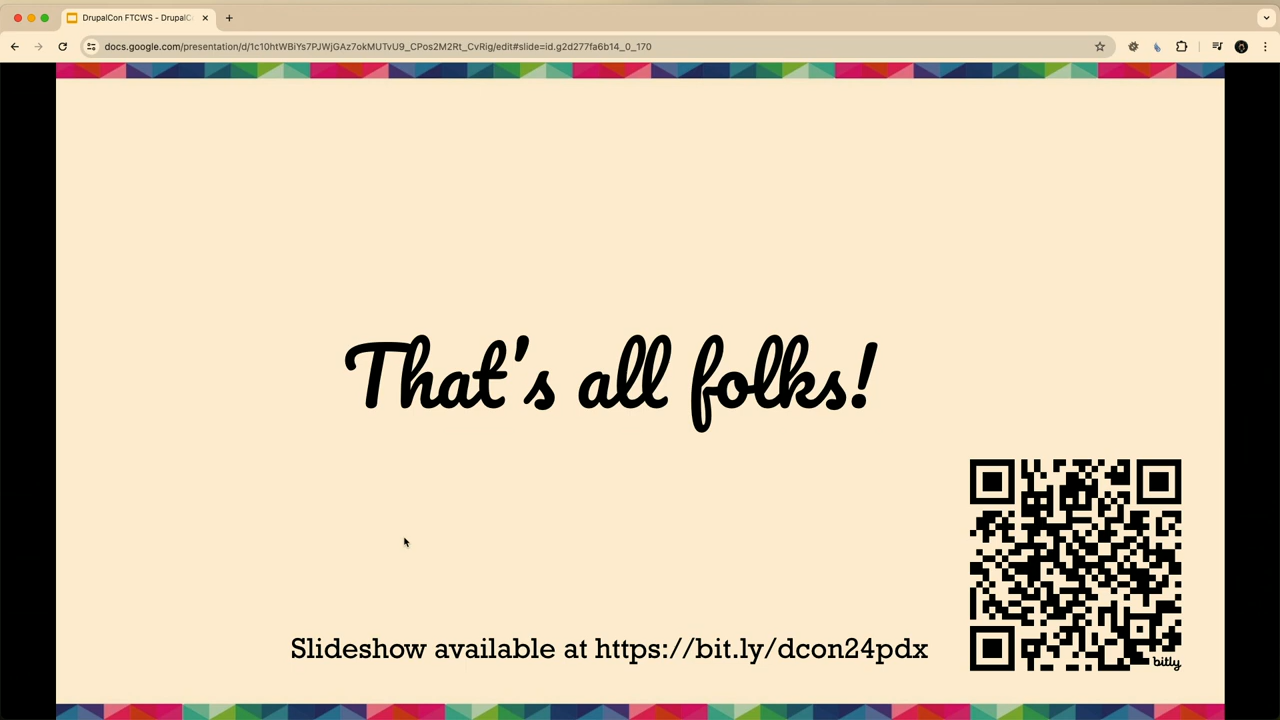 DrupalCon FTCWS - DrupalC
docs.google.com/presentation/d/1c10htWBiYs7PJWjGAz7okMUTvU9_CPos2M2Rt_CvRig/edit#slide=id.g2d277fa6b14_0_170
That's all folks!
Slideshow available at https://bit.ly/dcon24pdx
bitly